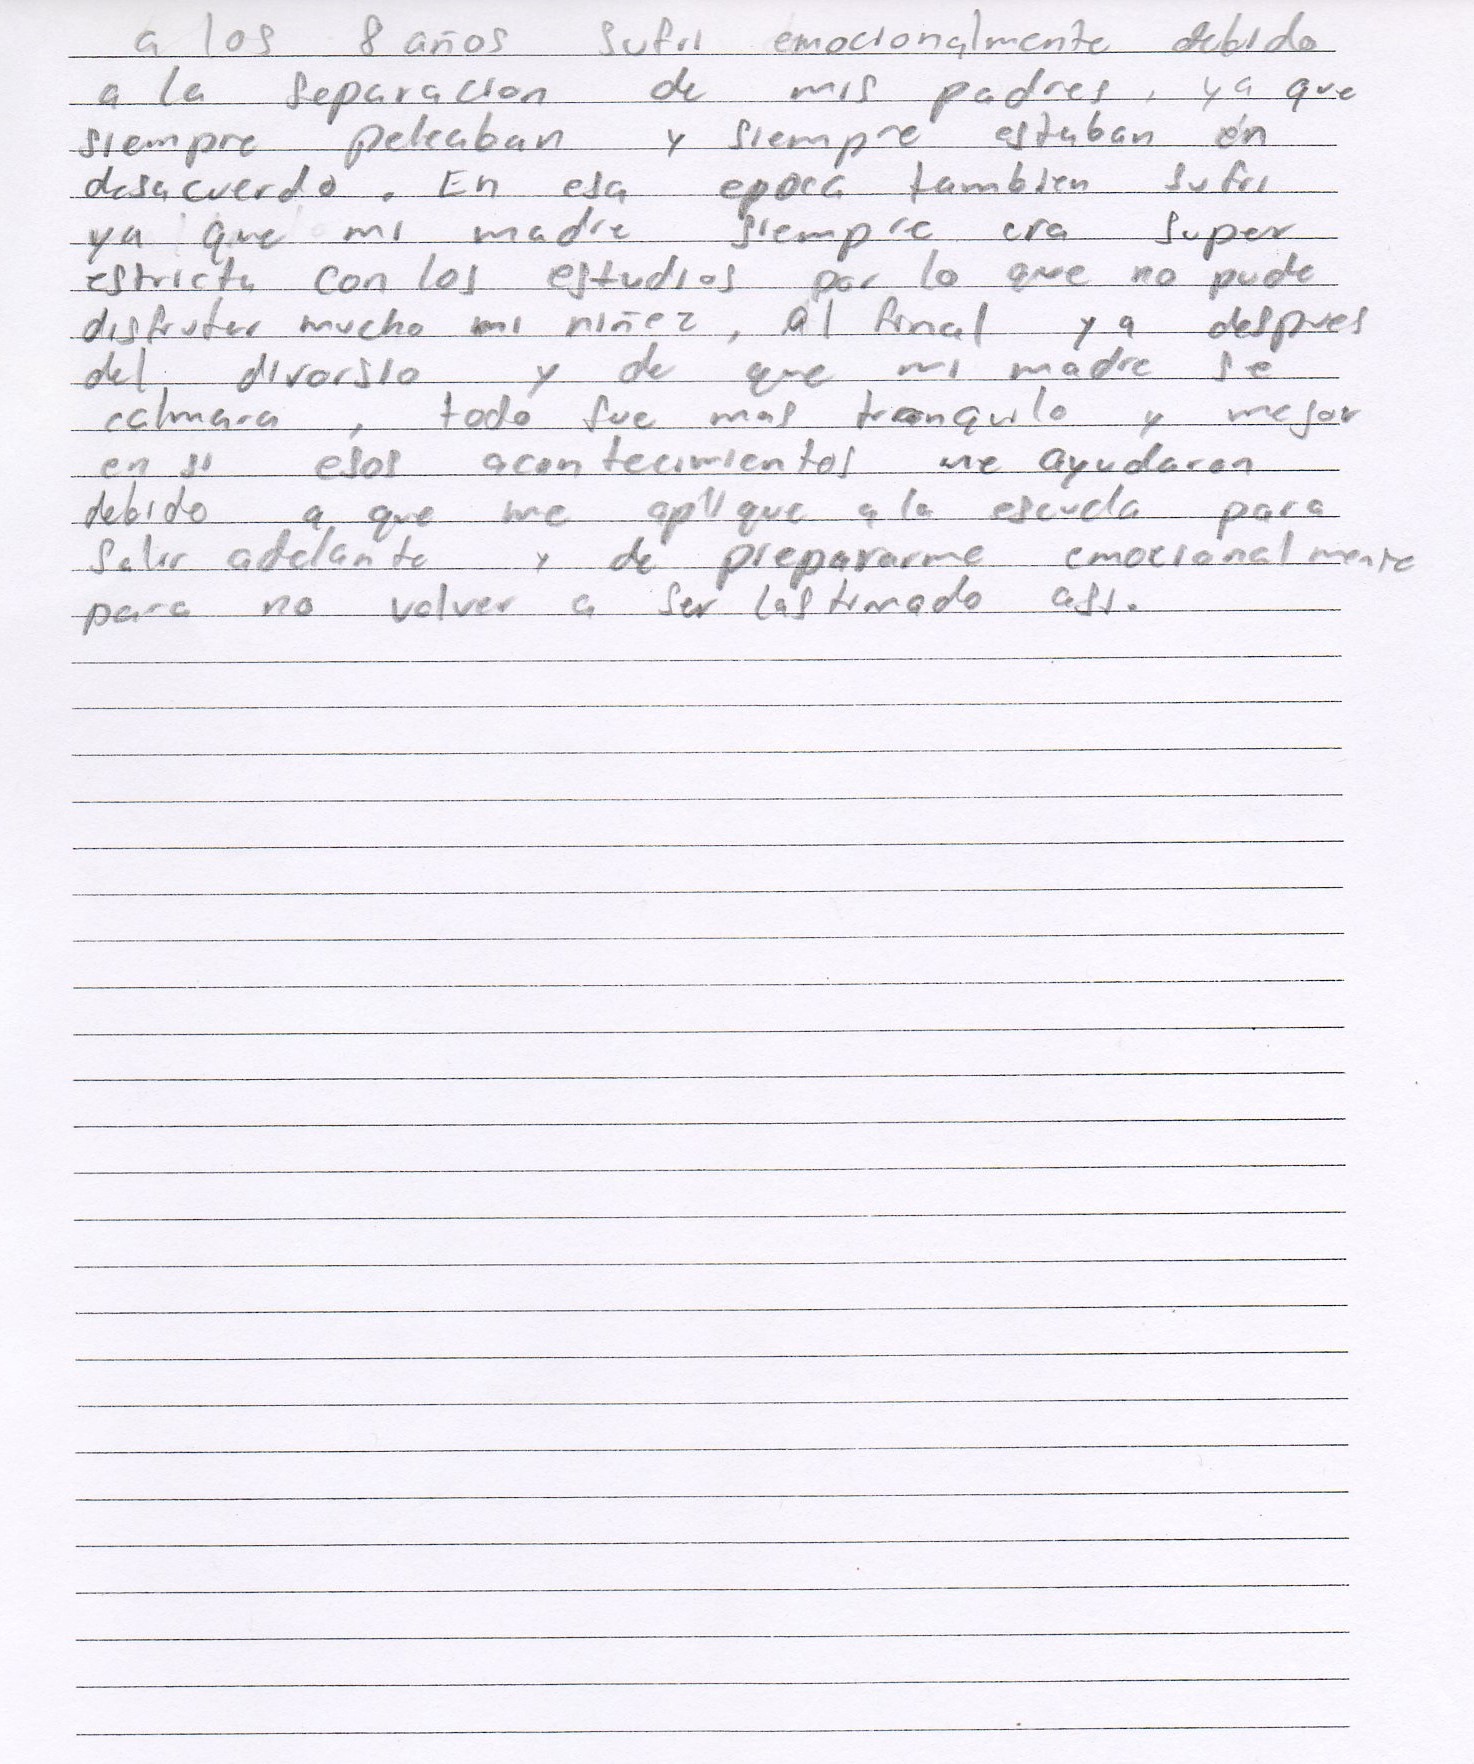 a los 8 años sufri emocionalmente debido
a la separacion de mis padres, ya que
siempre peleaban y siempre estaban en
desacuerdo. En esa epoca tambien sufri
ya que mi madre siempre era super
estricta con los estudios por lo que no pude
disfrutar mucho mi niñez, al final ya despues
del divorsio y de que mi madre se
calmara, todo fue mas tranquilo y mejor
en si esos acontecimientos me ayudaron
debido a que me aplique a la escuela para
salir adelante y de prepararme emocionalmente
para no volver a ser lastimado asi.